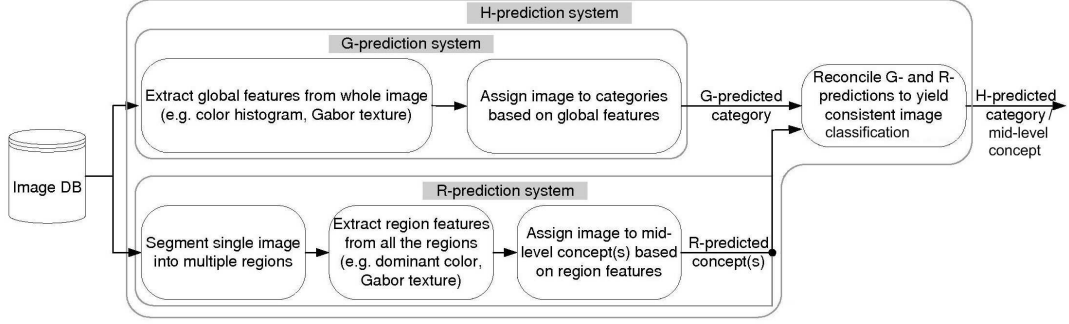 H-prediction system
G-prediction system
Extract global features from whole image
(e.g. color histogram, Gabor texture)
Assign image to categories
based on global features
G-predicted
category
Reconcile G- and R-
predictions to yield
consistent image
classification
H-predicted
category /
mid-level
concept
Image DB
R-prediction system
Segment single image
into multiple regions
Extract region features
from all the regions
(e.g. dominant color,
Gabor texture)
Assign image to mid-
level concept(s) based
on region features
R-predicted
concept(s)